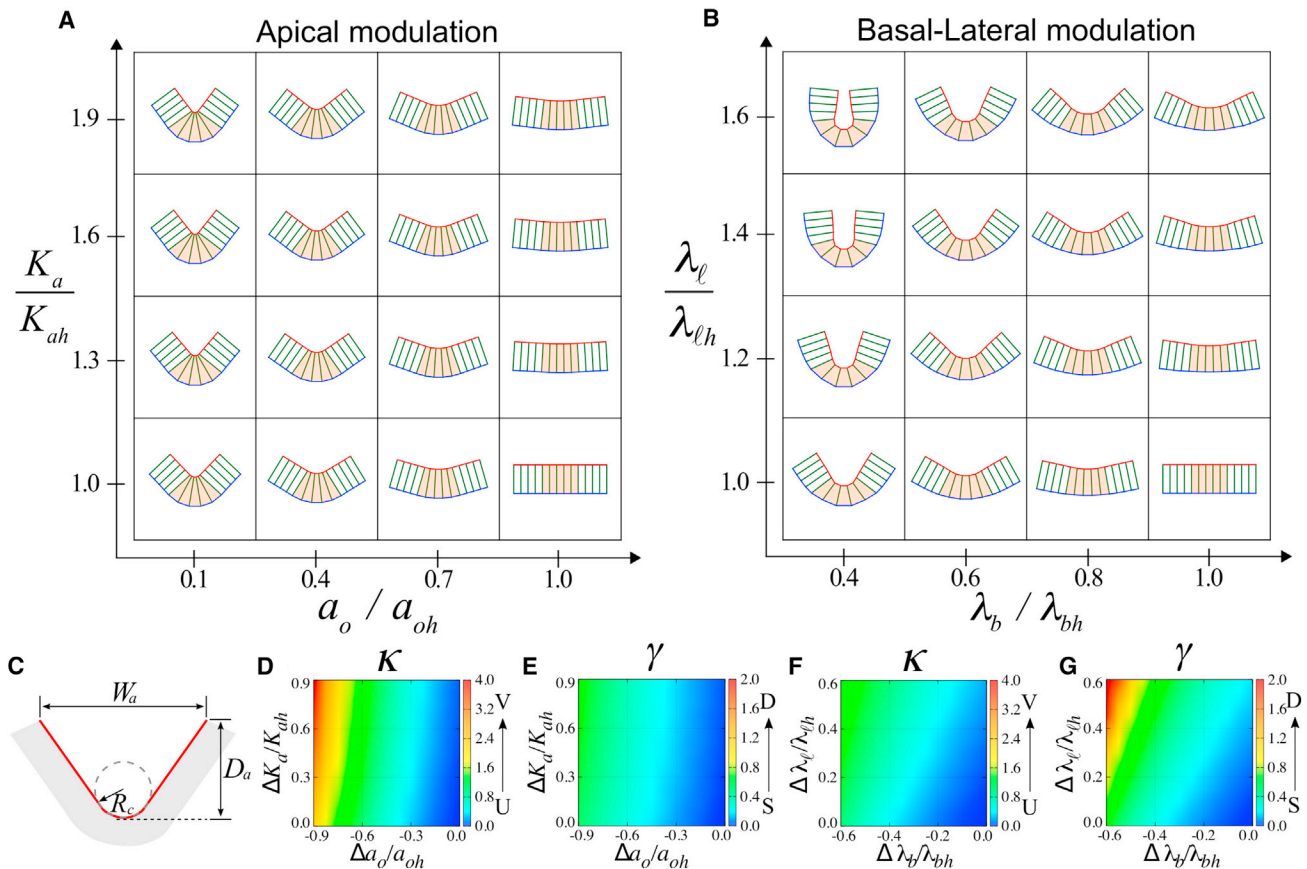 A
Apical modulation
K_a / K_ah
1.9
1.6
1.3
1.0
0.1 0.4 0.7 1.0
a_o / a_oh
B
Basal-Lateral modulation
λ_ℓ / λ_ℓh
1.6
1.4
1.2
1.0
0.4 0.6 0.8 1.0
λ_b / λ_bh
C
W_a
D_a
R_c
D
κ
ΔK_a/K_ah
0.9
0.6
0.3
0.0
-0.9 -0.6 -0.3 0.0
Δa_o/a_oh
4.0
3.2
2.4
1.6
0.8
0.0
V
U
E
γ
ΔK_a/K_ah
0.9
0.6
0.3
0.0
-0.9 -0.6 -0.3 0.0
Δa_o/a_oh
2.0
1.6
1.2
0.8
0.4
0.0
D
S
F
κ
Δλ_ℓ/λ_ℓh
0.6
0.4
0.2
0.0
-0.6 -0.4 -0.2 0.0
Δλ_b/λ_bh
4.0
3.2
2.4
1.6
0.8
0.0
V
U
G
γ
Δλ_ℓ/λ_ℓh
0.6
0.4
0.2
0.0
-0.6 -0.4 -0.2 0.0
Δλ_b/λ_bh
2.0
1.6
1.2
0.8
0.4
0.0
D
S